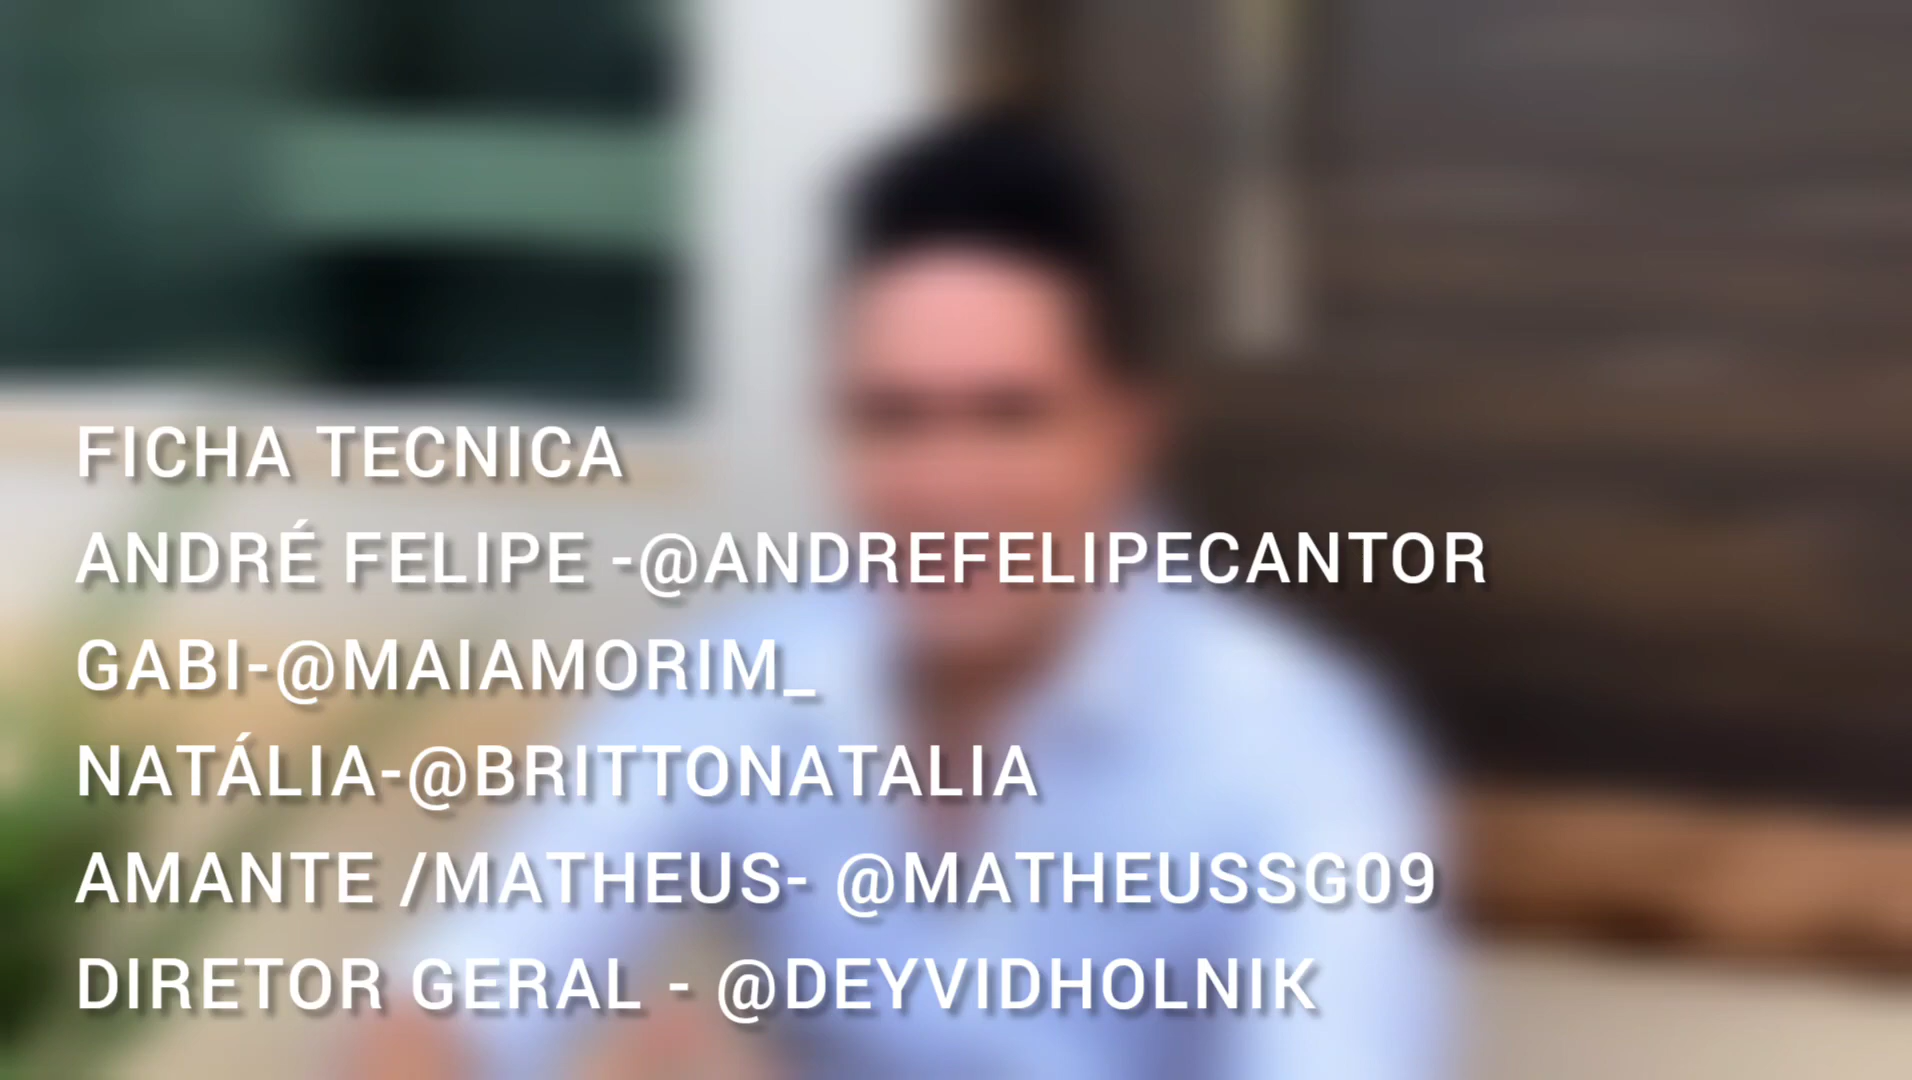 FICHA TECNICA
ANDRÉ FELIPE -@ANDREFELIPECANTOR
GABI-@MAIAMORIM_
NATÁLIA-@BRITTONATALIA
AMANTE /MATHEUS- @MATHEUSSG09
DIRETOR GERAL - @DEYVIDHOLNIK